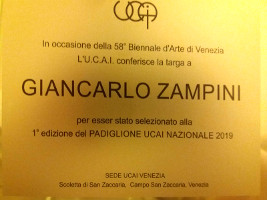 UCAI
In occasione della 58° Biennale d'Arte di Venezia
L'U.C.A.I. conferisce la targa a
GIANCARLO ZAMPINI
per esser stato selezionato alla
1° edizione del PADIGLIONE UCAI NAZIONALE 2019
SEDE UCAI VENEZIA
Scoletta di San Zaccaria, Campo San Zaccaria, Venezia